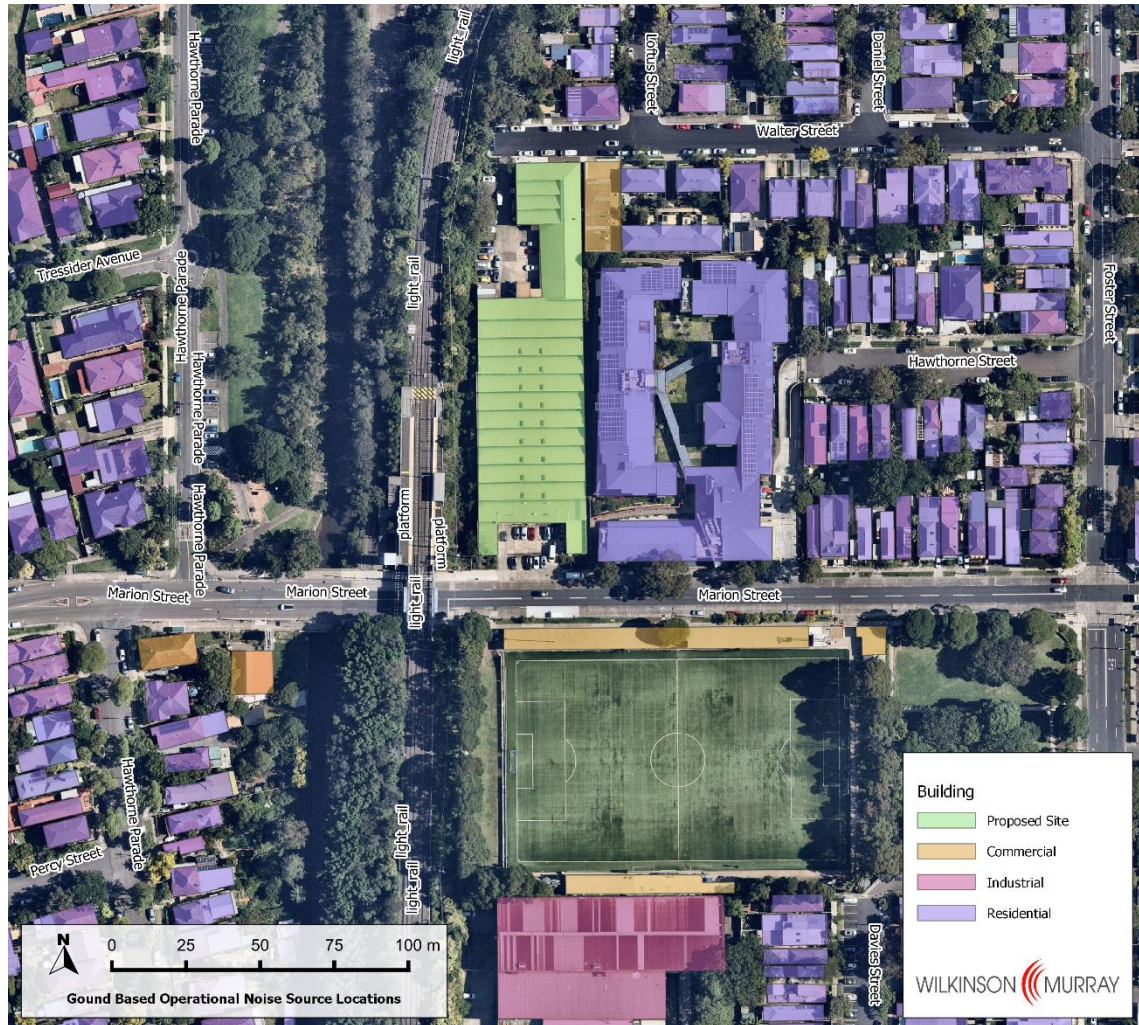 light_rail
Hawthorne Parade
Loftus Street
Daniel Street
Walter Street
Tressider Avenue
Hawthorne Parade
light_rail
Foster Street
Hawthorne Parade
Hawthorne Street
platform
Hawthorne Parade
platform
Marion Street
Marion Street
light_rail
Marion Street
Hawthorne Parade
Percy Street
light_rail
light_rail
Davies Street
Building
Proposed Site
Commercial
Industrial
Residential
WILKINSON MURRAY
N
0 25 50 75 100 m
Gound Based Operational Noise Source Locations